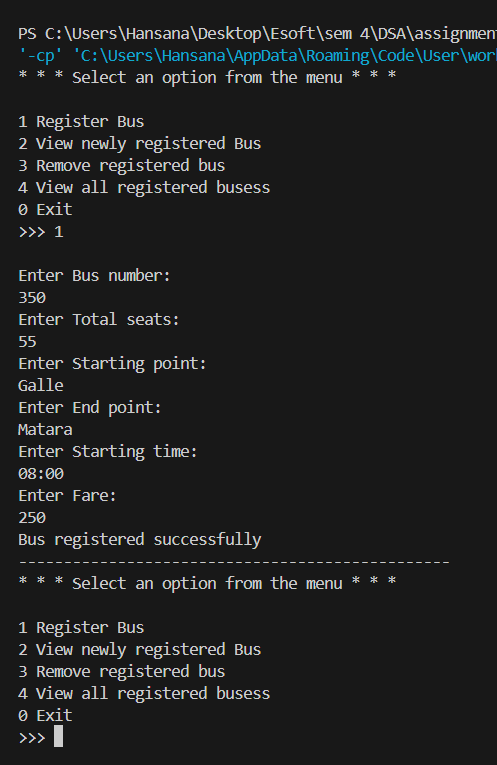 PS C:\Users\Hansana\Desktop\Esoft\sem 4\DSA\assignment
'-cp' 'C:\Users\Hansana\AppData\Roaming\Code\User\wor
* * * Select an option from the menu * * *
1 Register Bus
2 View newly registered Bus
3 Remove registered bus
4 View all registered busess
0 Exit
>>> 1
Enter Bus number:
350
Enter Total seats:
55
Enter Starting point:
Galle
Enter End point:
Matara
Enter Starting time:
08:00
Enter Fare:
250
Bus registered successfully
------------------------------------------------
* * * Select an option from the menu * * *
1 Register Bus
2 View newly registered Bus
3 Remove registered bus
4 View all registered busess
0 Exit
>>>